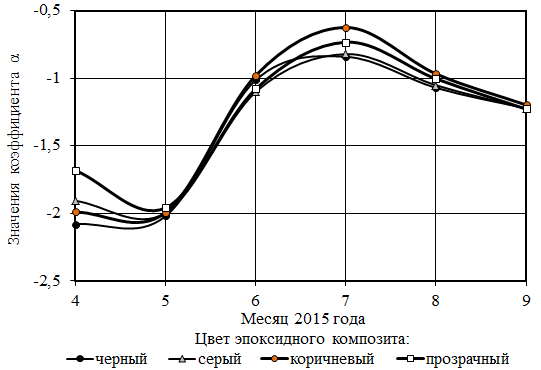 Значения коэффициента α
-0,5
-1
-1,5
-2
-2,5
4 5 6 7 8 9
Месяц 2015 года
Цвет эпоксидного композита:
черный серый коричневый прозрачный